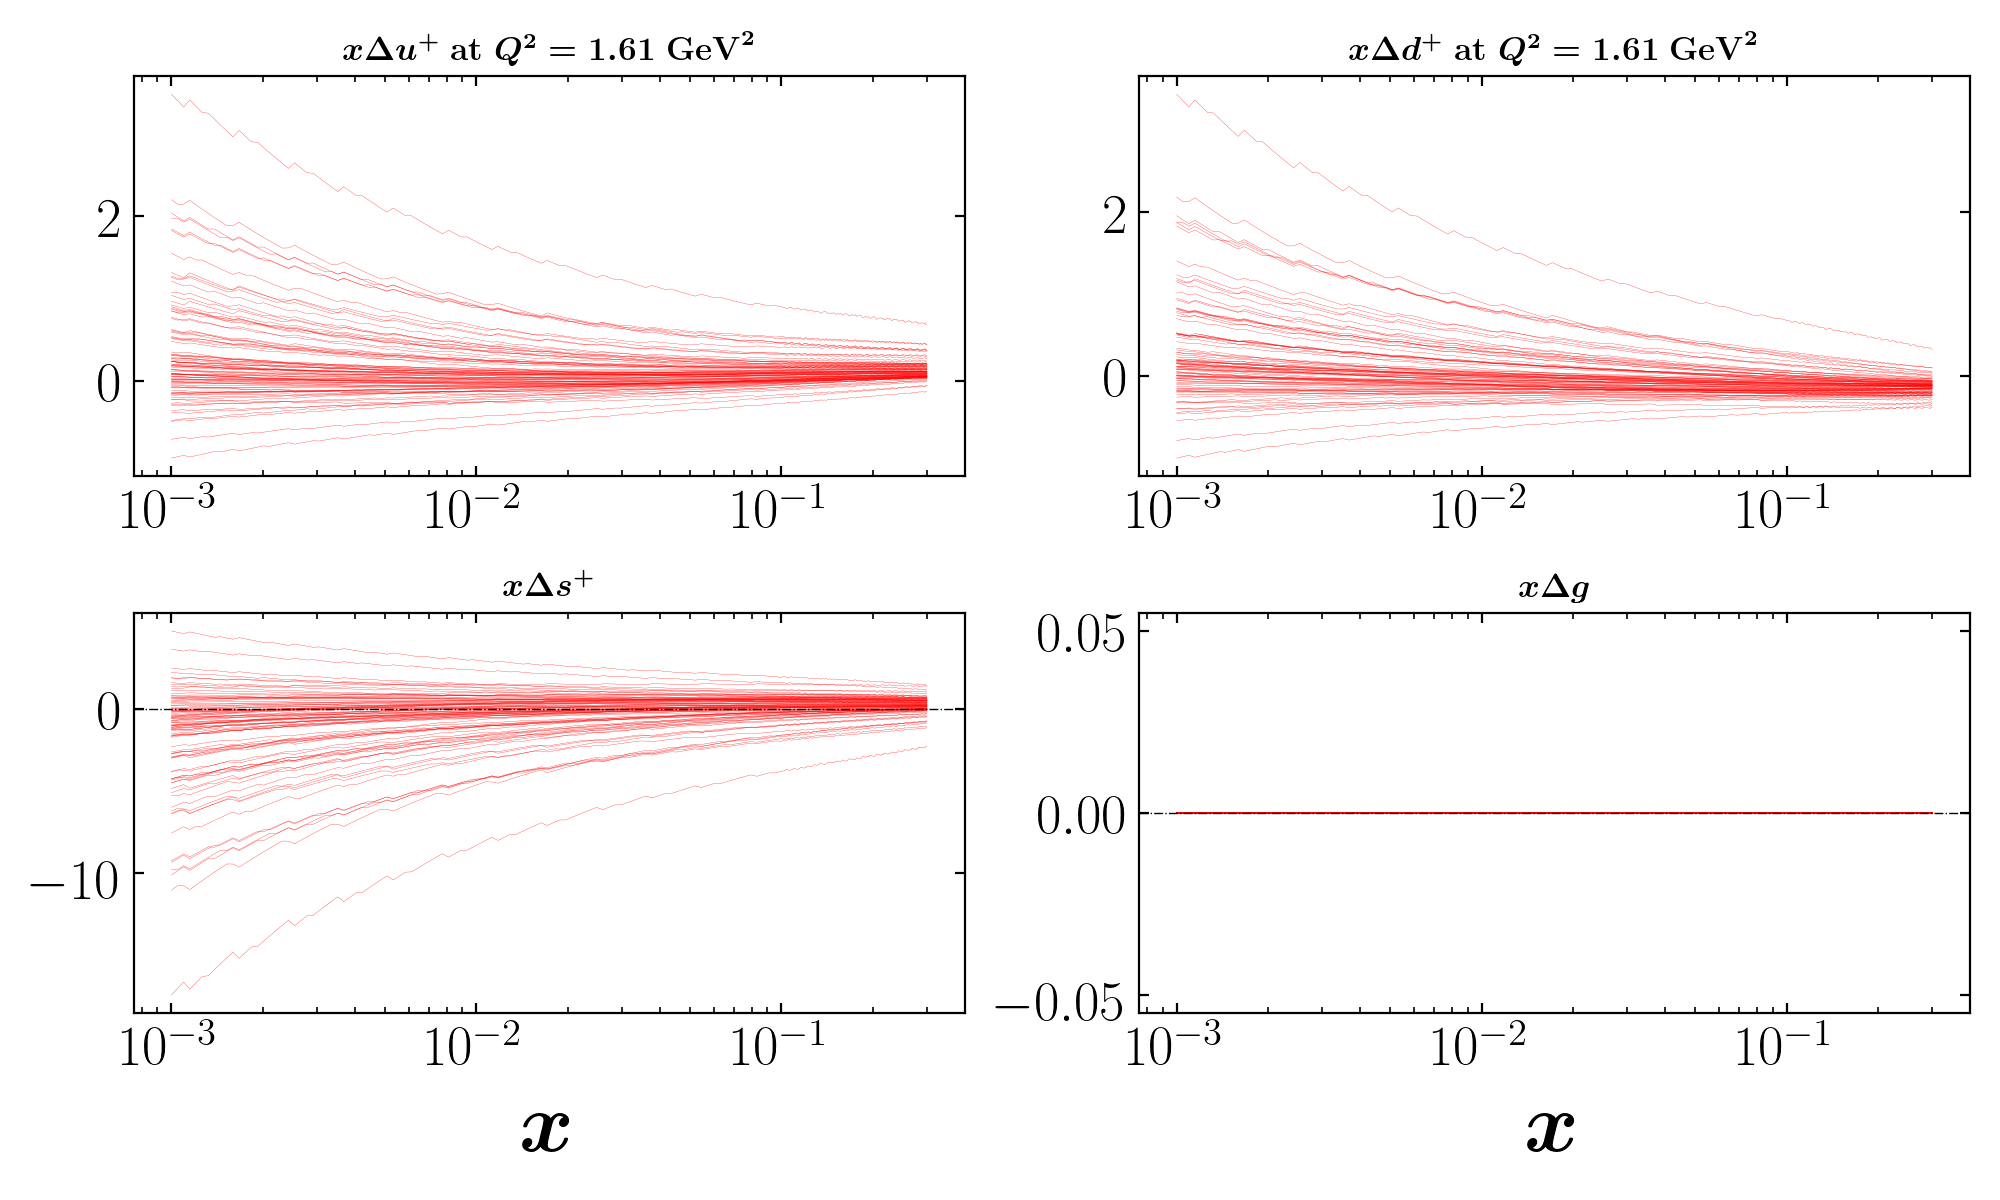 xΔu⁺ at Q² = 1.61 GeV²
2
0
10⁻³ 10⁻² 10⁻¹
xΔd⁺ at Q² = 1.61 GeV²
2
0
10⁻³ 10⁻² 10⁻¹
xΔs⁺
0
−10
10⁻³ 10⁻² 10⁻¹
x
xΔg
0.05
0.00
−0.05
10⁻³ 10⁻² 10⁻¹
x